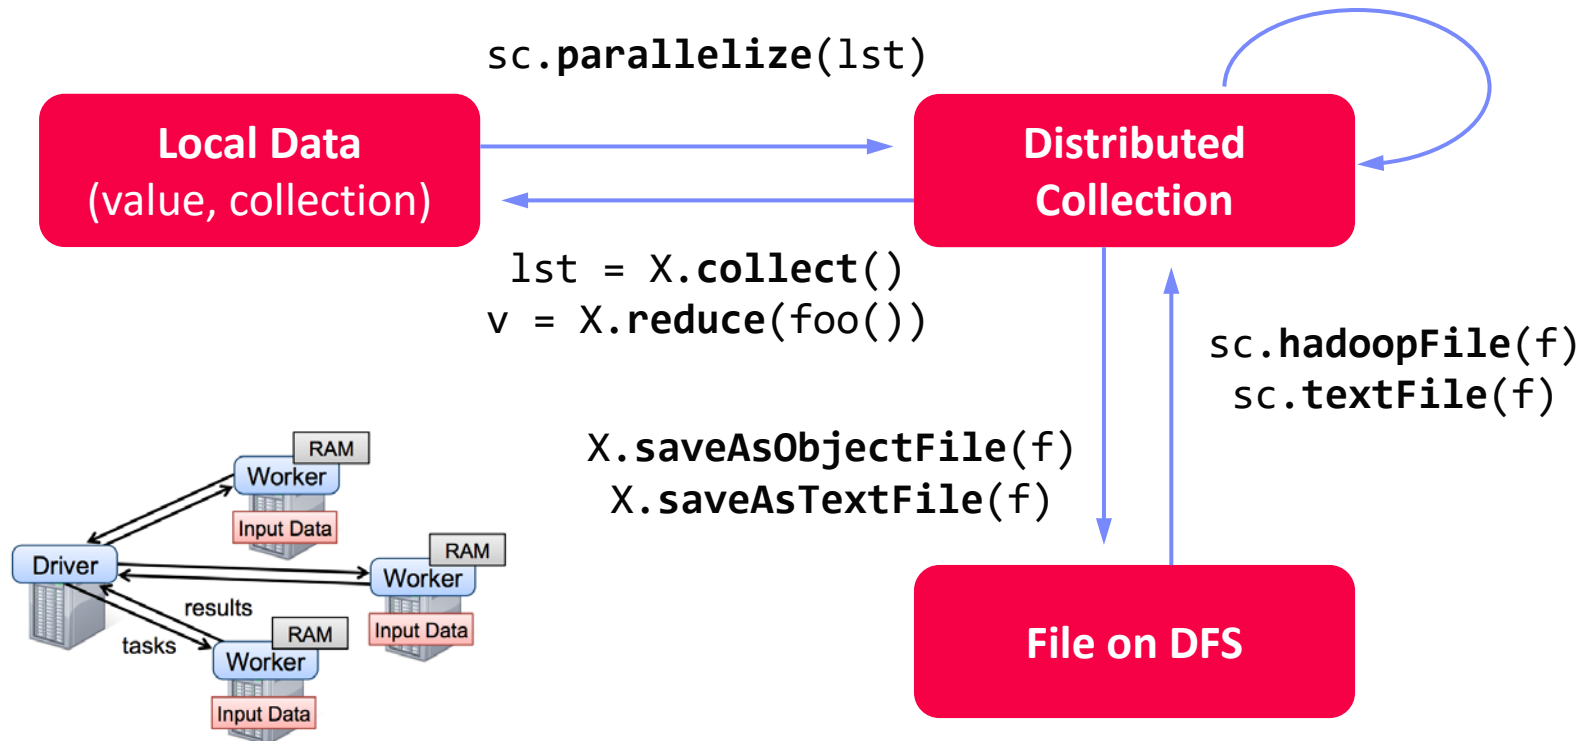 sc.parallelize(lst)
Local Data
(value, collection)
Distributed
Collection
lst = X.collect()
v = X.reduce(foo())
sc.hadoopFile(f)
sc.textFile(f)
X.saveAsObjectFile(f)
X.saveAsTextFile(f)
File on DFS
RAM
Worker
Input Data
Driver
RAM
Worker
Input Data
results
tasks
RAM
Worker
Input Data